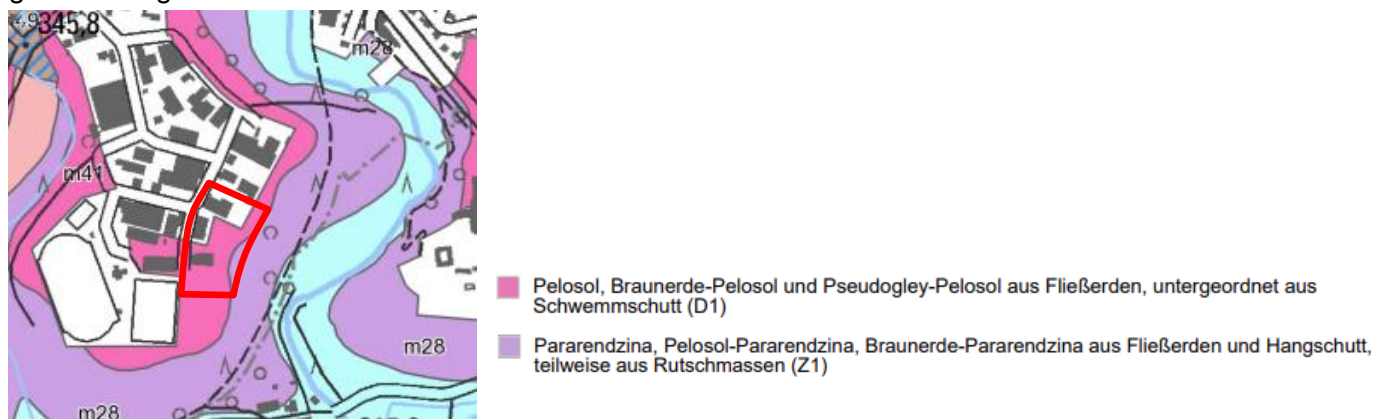 345,8
m28
m41
m28
m28
Pelosol, Braunerde-Pelosol und Pseudogley-Pelosol aus Fließerden, untergeordnet aus
Schwemmschutt (D1)
Pararendzina, Pelosol-Pararendzina, Braunerde-Pararendzina aus Fließerden und Hangschutt,
teilweise aus Rutschmassen (Z1)